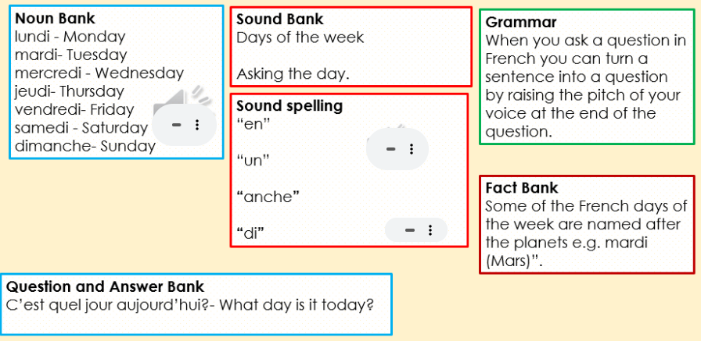 Noun Bank
lundi - Monday
mardi- Tuesday
mercredi - Wednesday
jeudi- Thursday
vendredi- Friday
samedi - Saturday
dimanche- Sunday
Sound Bank
Days of the week
Asking the day.
Sound spelling
“en”
“un”
“anche”
“di”
Grammar
When you ask a question in
French you can turn a
sentence into a question
by raising the pitch of your
voice at the end of the
question.
Fact Bank
Some of the French days of
the week are named after
the planets e.g. mardi
(Mars)”.
Question and Answer Bank
C’est quel jour aujourd’hui?- What day is it today?